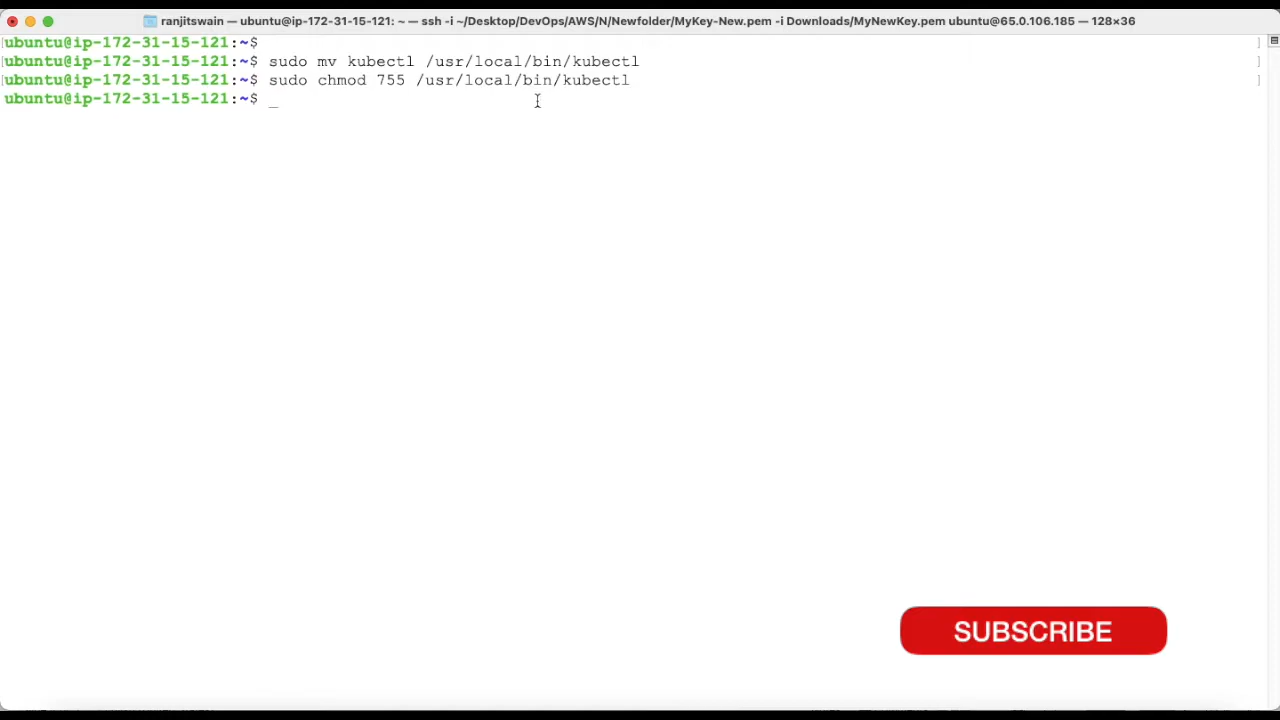 ranjitswain — ubuntu@ip-172-31-15-121: ~ — ssh -i ~/Desktop/DevOps/AWS/N/Newfolder/MyKey-New.pem -i Downloads/MyNewKey.pem ubuntu@65.0.106.185 — 128×36
[ubuntu@ip-172-31-15-121:~$ ]
[ubuntu@ip-172-31-15-121:~$ sudo mv kubectl /usr/local/bin/kubectl ]
[ubuntu@ip-172-31-15-121:~$ sudo chmod 755 /usr/local/bin/kubectl ]
ubuntu@ip-172-31-15-121:~$ _
SUBSCRIBE